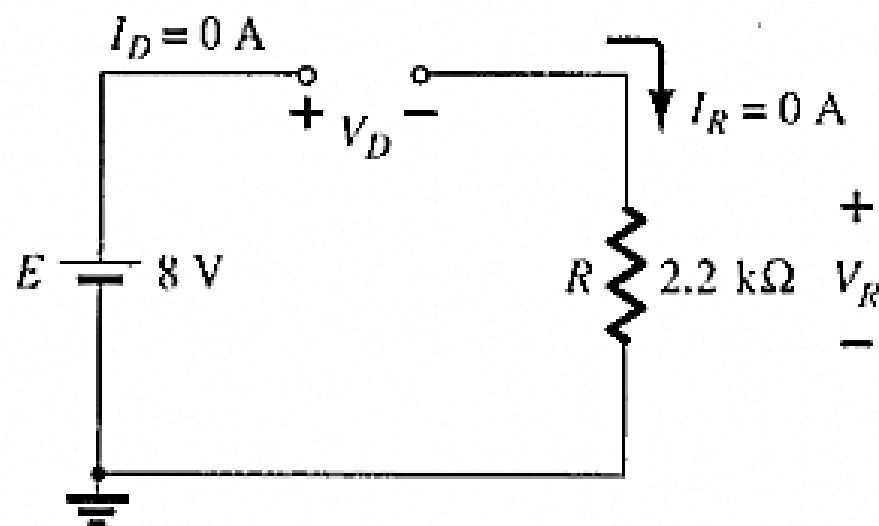 I_D = 0 A
+ V_D −
I_R = 0 A
E 8 V
R 2.2 kΩ
+
V_R
−